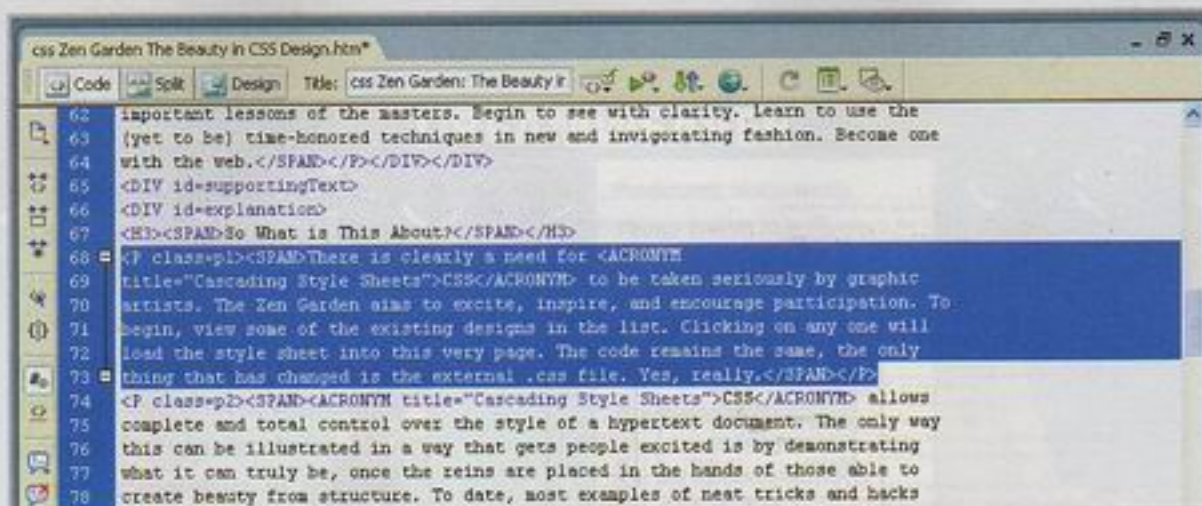 css Zen Garden The Beauty in CSS Design.htm*
Code Split Design Title: css Zen Garden: The Beauty ir
62 important lessons of the masters. Begin to see with clarity. Learn to use the
63 (yet to be) time-honored techniques in new and invigorating fashion. Become one
64 with the web.</SPAN></P></DIV></DIV>
65 <DIV id=supportingText>
66 <DIV id=explanation>
67 <H3><SPAN>So What is This About?</SPAN></H3>
68 <P class=p1><SPAN>There is clearly a need for <ACRONYM
69 title="Cascading Style Sheets">CSS</ACRONYM> to be taken seriously by graphic
70 artists. The Zen Garden aims to excite, inspire, and encourage participation. To
71 begin, view some of the existing designs in the list. Clicking on any one will
72 load the style sheet into this very page. The code remains the same, the only
73 thing that has changed is the external .css file. Yes, really.</SPAN></P>
74 <P class=p2><SPAN><ACRONYM title="Cascading Style Sheets">CSS</ACRONYM> allows
75 complete and total control over the style of a hypertext document. The only way
76 this can be illustrated in a way that gets people excited is by demonstrating
77 what it can truly be, once the reins are placed in the hands of those able to
78 create beauty from structure. To date, most examples of neat tricks and hacks